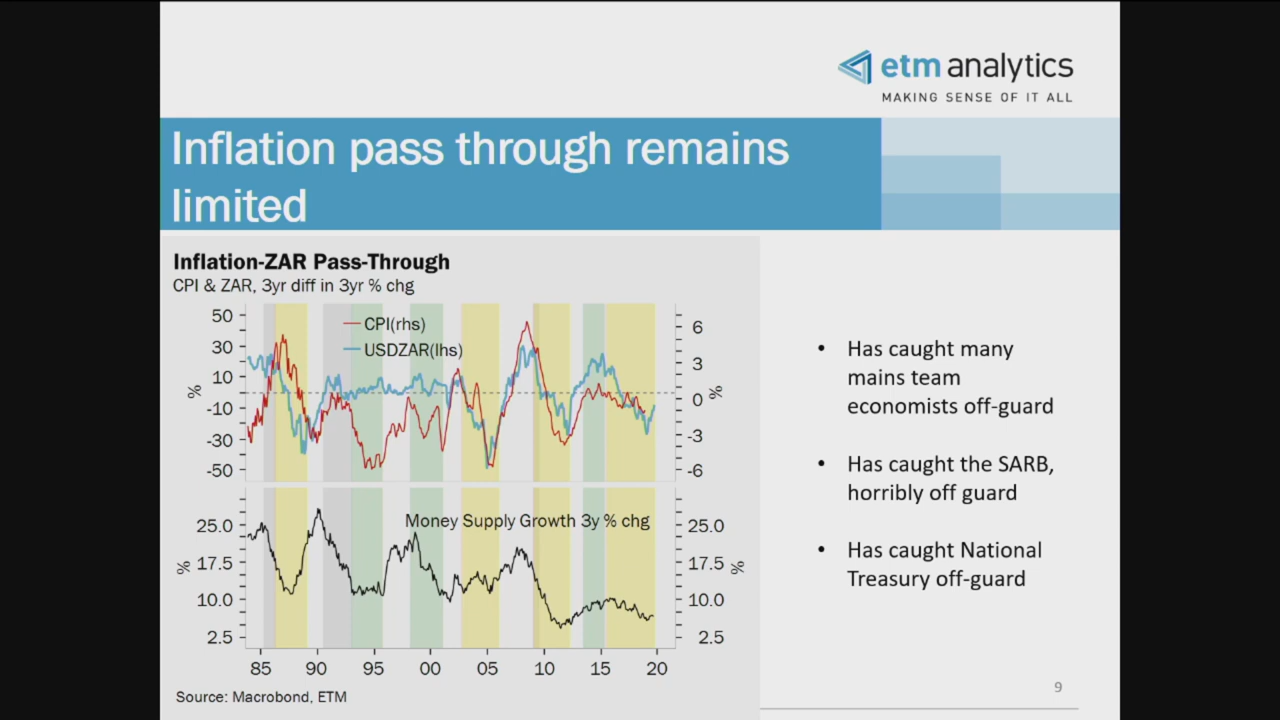 etm analytics
MAKING SENSE OF IT ALL
Inflation pass through remains
limited
Inflation-ZAR Pass-Through
CPI & ZAR, 3yr diff in 3yr % chg
CPI(rhs)
USDZAR(lhs)
50
30
10
-10
-30
-50
%
6
3
0
-3
-6
%
Money Supply Growth 3y % chg
25.0
17.5
10.0
2.5
%
25.0
17.5
10.0
2.5
%
85 90 95 00 05 10 15 20
Source: Macrobond, ETM
• Has caught many
mains team
economists off-guard
• Has caught the SARB,
horribly off guard
• Has caught National
Treasury off-guard
9